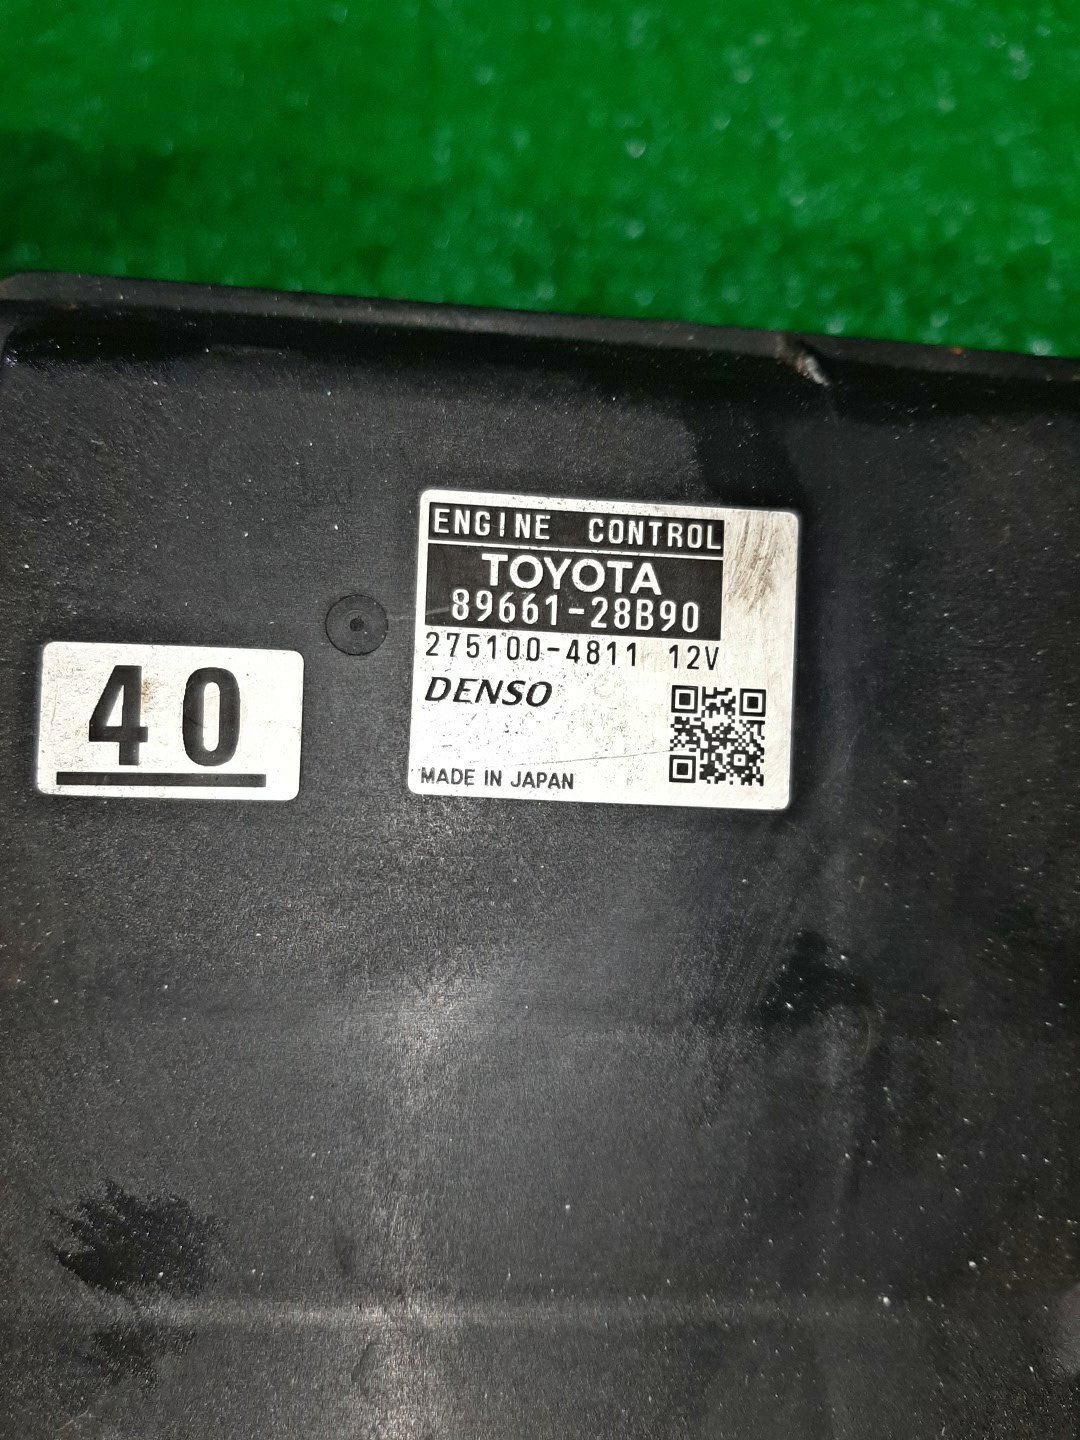 ENGINE CONTROL
TOYOTA
89661-28B90
275100-4811 12V
DENSO
MADE IN JAPAN
40